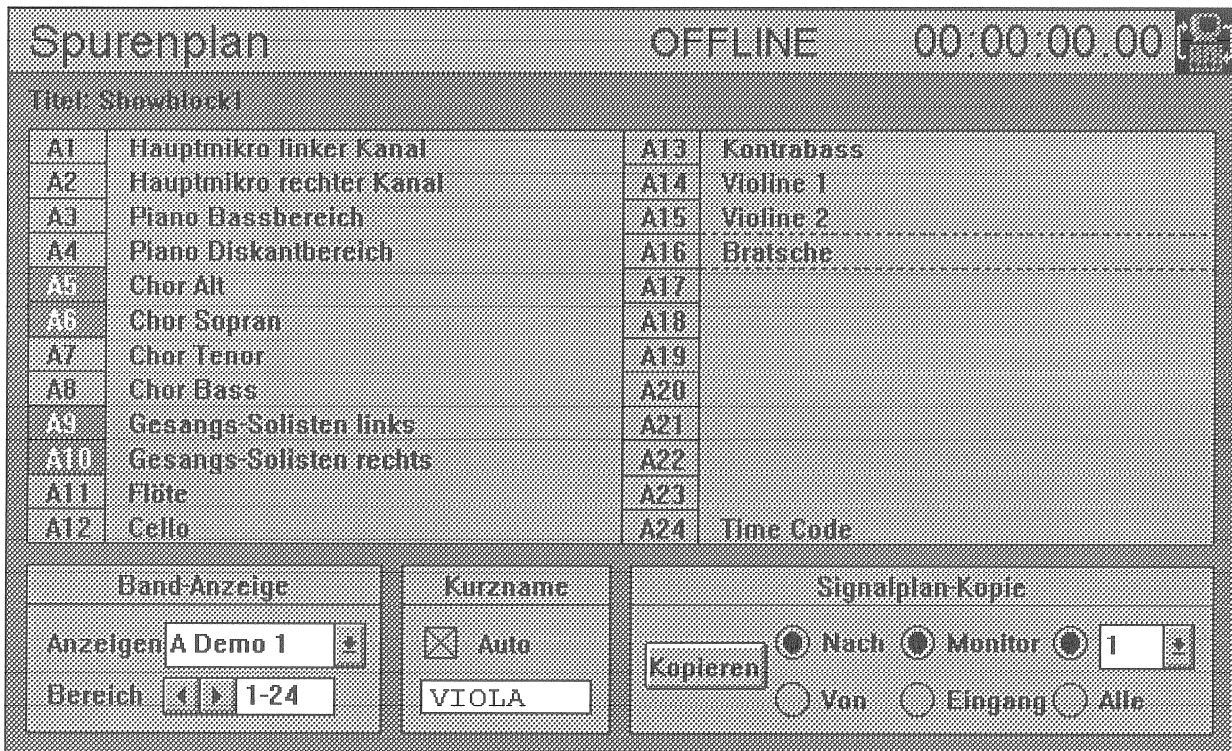 Spurenplan OFFLINE 00:00:00.00
Titel: Showblock1
A1 Hauptmikro linker Kanal
A2 Hauptmikro rechter Kanal
A3 Piano Bassbereich
A4 Piano Diskantbereich
A5 Chor Alt
A6 Chor Sopran
A7 Chor Tenor
A8 Chor Bass
A9 Gesangs-Solisten links
A10 Gesangs-Solisten rechts
A11 Flöte
A12 Cello
A13 Kontrabass
A14 Violine 1
A15 Violine 2
A16 Bratsche
A17
A18
A19
A20
A21
A22
A23
A24 Time Code
Band-Anzeige
Anzeigen A Demo 1
Bereich 1-24
Kurzname
Auto
VIOLA
Signalplan-Kopie
Kopieren
Nach Monitor 1
Von Eingang Alle